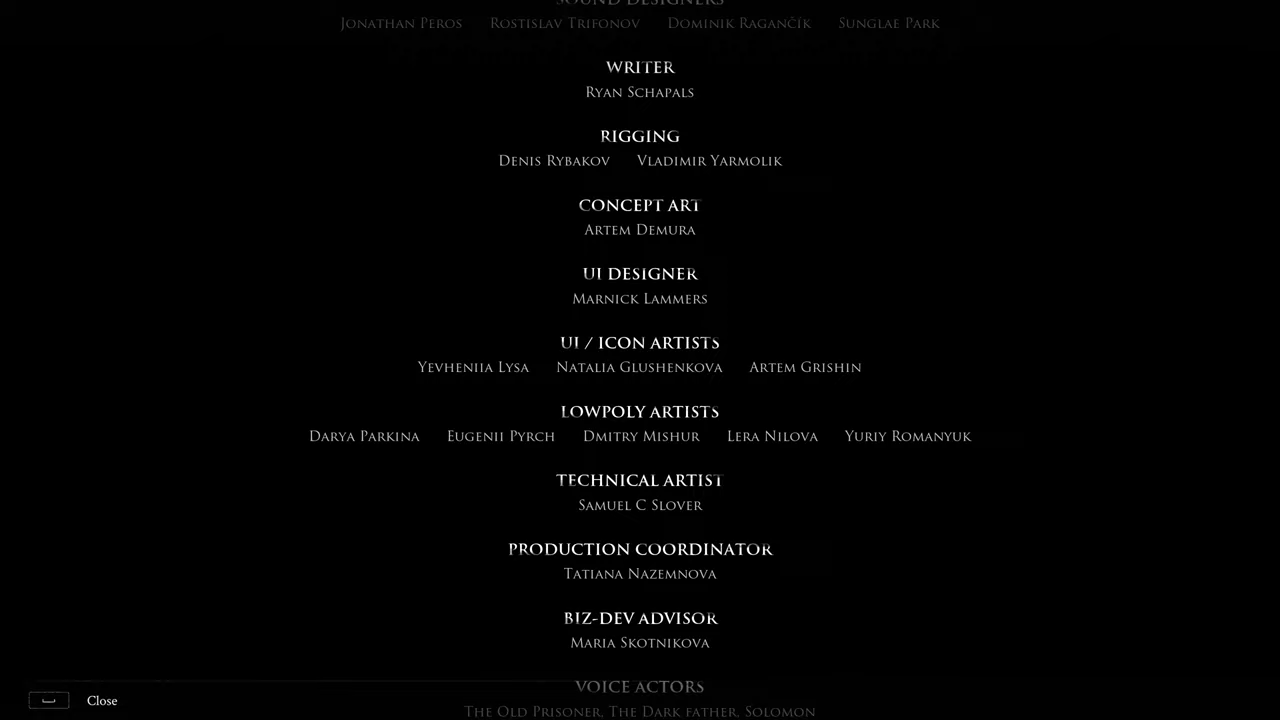 SOUND DESIGNERS
Jonathan Peros Rostislav Trifonov Dominik Ragančík Sunglae Park
WRITER
Ryan Schapals
RIGGING
Denis Rybakov Vladimir Yarmolik
CONCEPT ART
Artem Demura
UI DESIGNER
Marnick Lammers
UI / ICON ARTISTS
Yevheniia Lysa Natalia Glushenkova Artem Grishin
LOWPOLY ARTISTS
Darya Parkina Eugenii Pyrch Dmitry Mishur Lera Nilova Yuriy Romanyuk
TECHNICAL ARTIST
Samuel C Slover
PRODUCTION COORDINATOR
Tatiana Nazemnova
BIZ-DEV ADVISOR
Maria Skotnikova
VOICE ACTORS
The Old Prisoner, The Dark father, Solomon
Close